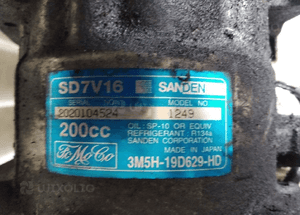 SD7V16 SANDEN
SERIAL MODEL NO
2020104524 1249
200cc OIL: SP-10 OR EQUIV
REFRIGERANT: R134a
SANDEN CORPORATION
MADE IN JAPAN
FoMoCo 3M5H-19D629-HD